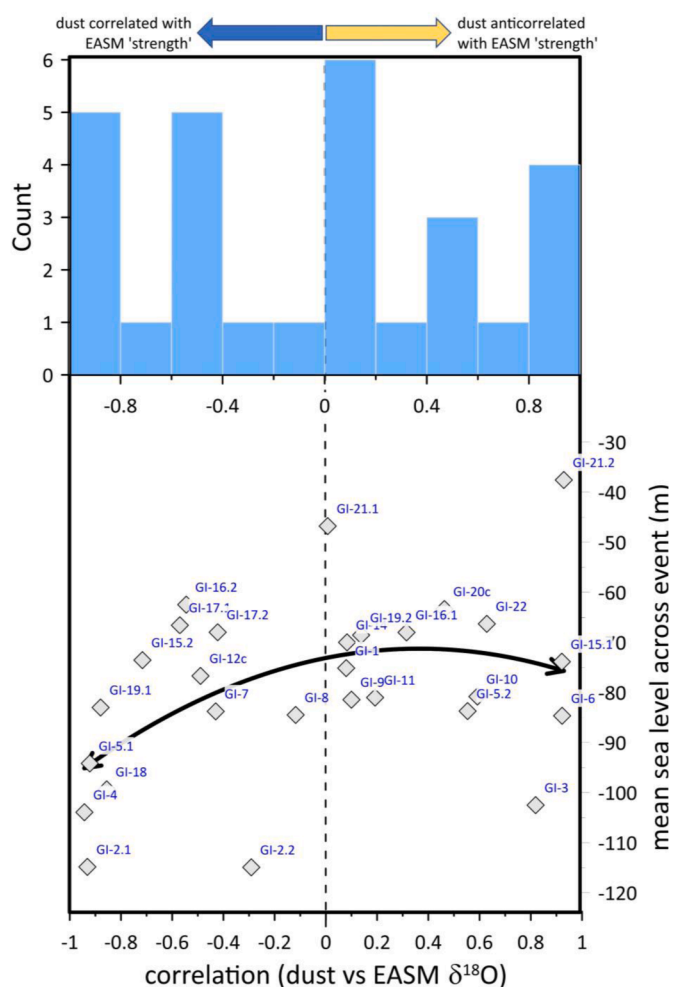 dust correlated with
EASM 'strength'
dust anticorrelated
with EASM 'strength'
6
5
4
3
2
1
0
Count
-0.8 -0.4 0 0.4 0.8
-30
GI-21.2
-40
GI-21.1
-50
-60
GI-16.2 GI-20c
GI-17.1 GI-17.2 GI-14 GI-19.2 GI-16.1 GI-22
-70
GI-15.2 GI-12c GI-1 GI-15.1
-80
GI-19.1 GI-7 GI-8 GI-9 GI-11 GI-10 GI-5.2 GI-6
-90
GI-5.1
GI-18
-100
GI-4 GI-3
-110
GI-2.1 GI-2.2
-120
mean sea level across event (m)
-1 -0.8 -0.6 -0.4 -0.2 0 0.2 0.4 0.6 0.8 1
correlation (dust vs EASM δ¹⁸O)